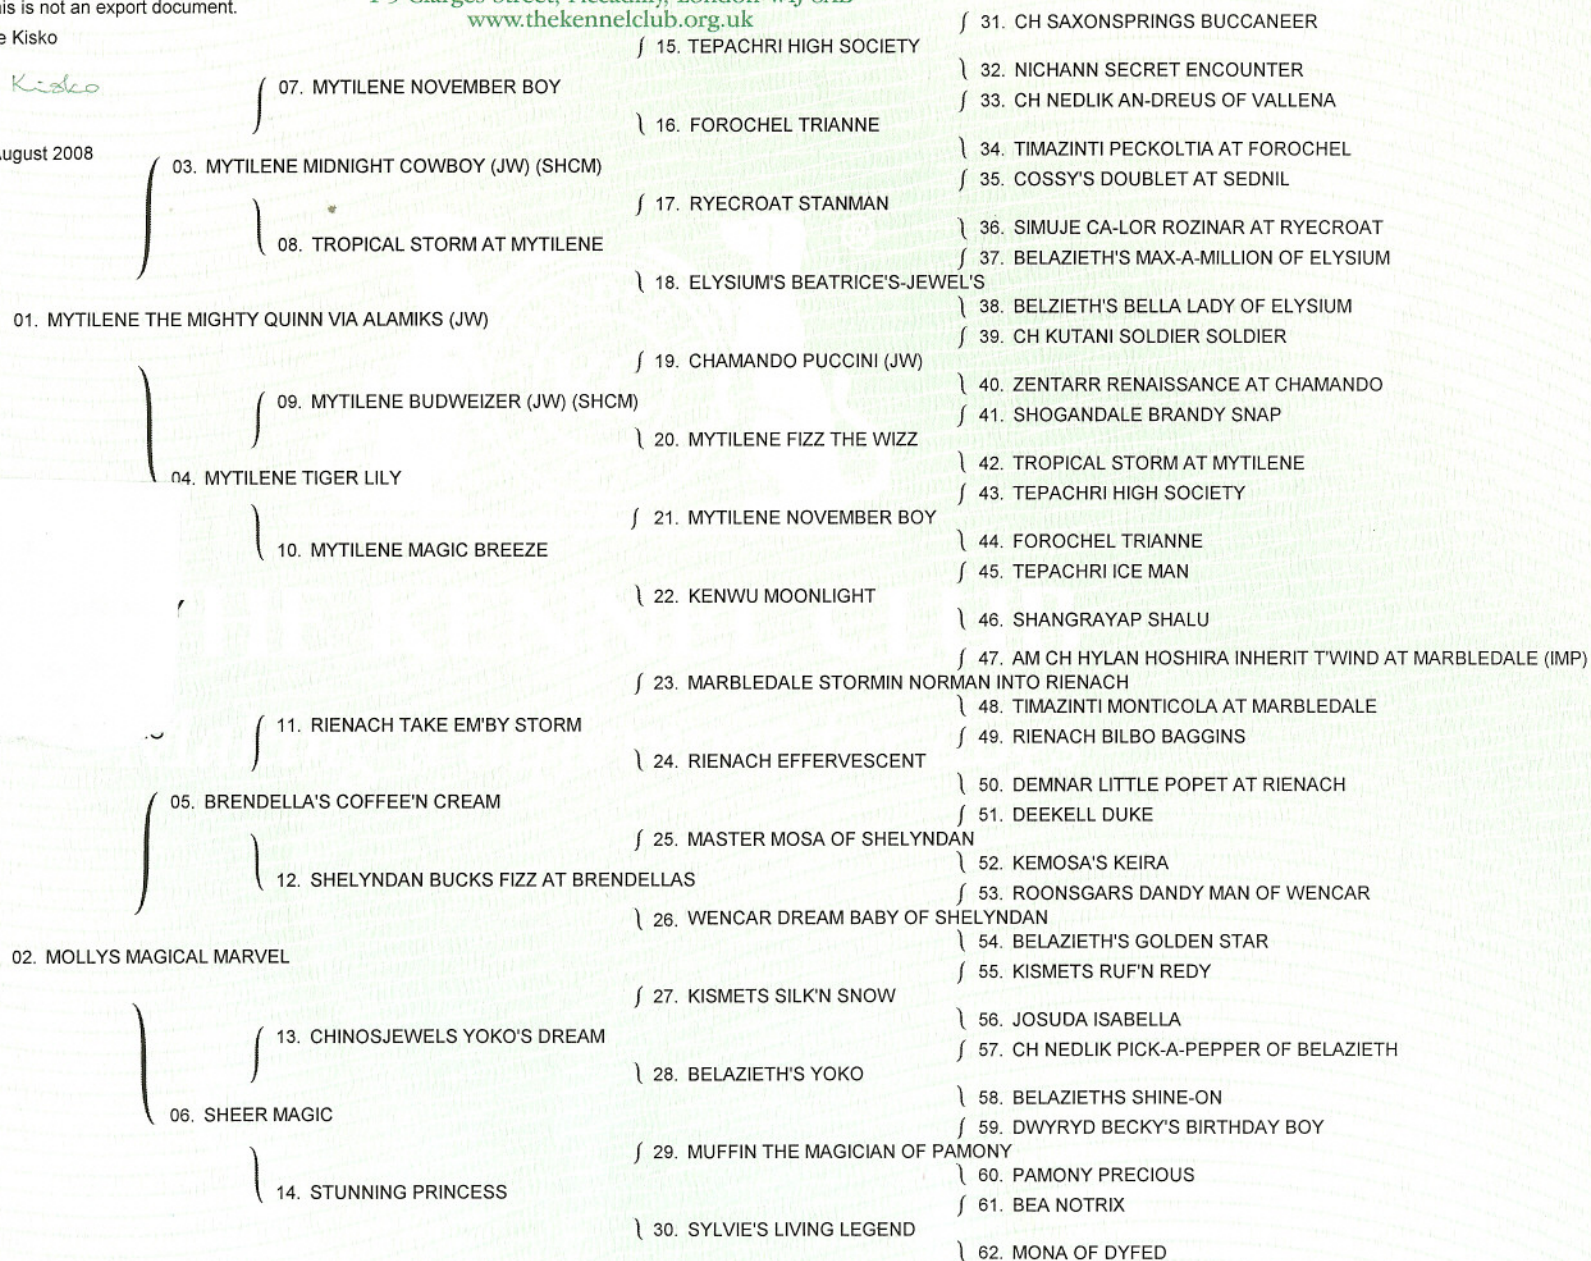 is is not an export document.
www.thekennelclub.org.uk
e Kisko
Kisko
ugust 2008
01. MYTILENE THE MIGHTY QUINN VIA ALAMIKS (JW)
02. MOLLYS MAGICAL MARVEL
03. MYTILENE MIDNIGHT COWBOY (JW) (SHCM)
04. MYTILENE TIGER LILY
05. BRENDELLA'S COFFEE'N CREAM
06. SHEER MAGIC
07. MYTILENE NOVEMBER BOY
08. TROPICAL STORM AT MYTILENE
09. MYTILENE BUDWEIZER (JW) (SHCM)
10. MYTILENE MAGIC BREEZE
11. RIENACH TAKE EM'BY STORM
12. SHELYNDAN BUCKS FIZZ AT BRENDELLAS
13. CHINOSJEWELS YOKO'S DREAM
14. STUNNING PRINCESS
15. TEPACHRI HIGH SOCIETY
16. FOROCHEL TRIANNE
17. RYECROAT STANMAN
18. ELYSIUM'S BEATRICE'S-JEWEL'S
19. CHAMANDO PUCCINI (JW)
20. MYTILENE FIZZ THE WIZZ
21. MYTILENE NOVEMBER BOY
22. KENWU MOONLIGHT
23. MARBLEDALE STORMIN NORMAN INTO RIENACH
24. RIENACH EFFERVESCENT
25. MASTER MOSA OF SHELYNDAN
26. WENCAR DREAM BABY OF SHELYNDAN
27. KISMETS SILK'N SNOW
28. BELAZIETH'S YOKO
29. MUFFIN THE MAGICIAN OF PAMONY
30. SYLVIE'S LIVING LEGEND
31. CH SAXONSPRINGS BUCCANEER
32. NICHANN SECRET ENCOUNTER
33. CH NEDLIK AN-DREUS OF VALLENA
34. TIMAZINTI PECKOLTIA AT FOROCHEL
35. COSSY'S DOUBLET AT SEDNIL
36. SIMUJE CA-LOR ROZINAR AT RYECROAT
37. BELAZIETH'S MAX-A-MILLION OF ELYSIUM
38. BELZIETH'S BELLA LADY OF ELYSIUM
39. CH KUTANI SOLDIER SOLDIER
40. ZENTARR RENAISSANCE AT CHAMANDO
41. SHOGANDALE BRANDY SNAP
42. TROPICAL STORM AT MYTILENE
43. TEPACHRI HIGH SOCIETY
44. FOROCHEL TRIANNE
45. TEPACHRI ICE MAN
46. SHANGRAYAP SHALU
47. AM CH HYLAN HOSHIRA INHERIT T'WIND AT MARBLEDALE (IMP)
48. TIMAZINTI MONTICOLA AT MARBLEDALE
49. RIENACH BILBO BAGGINS
50. DEMNAR LITTLE POPET AT RIENACH
51. DEEKELL DUKE
52. KEMOSA'S KEIRA
53. ROONSGARS DANDY MAN OF WENCAR
54. BELAZIETH'S GOLDEN STAR
55. KISMETS RUF'N REDY
56. JOSUDA ISABELLA
57. CH NEDLIK PICK-A-PEPPER OF BELAZIETH
58. BELAZIETHS SHINE-ON
59. DWYRYD BECKY'S BIRTHDAY BOY
60. PAMONY PRECIOUS
61. BEA NOTRIX
62. MONA OF DYFED